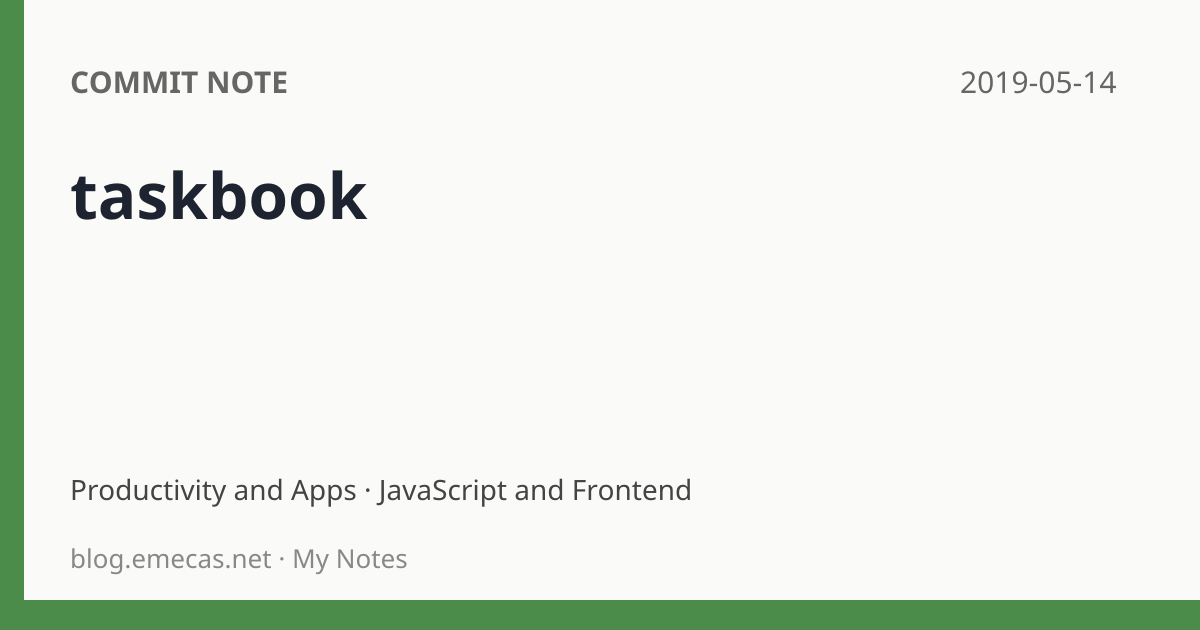 COMMIT NOTE
2019-05-14
taskbook
Productivity and Apps · JavaScript and Frontend
blog.emecas.net · My Notes